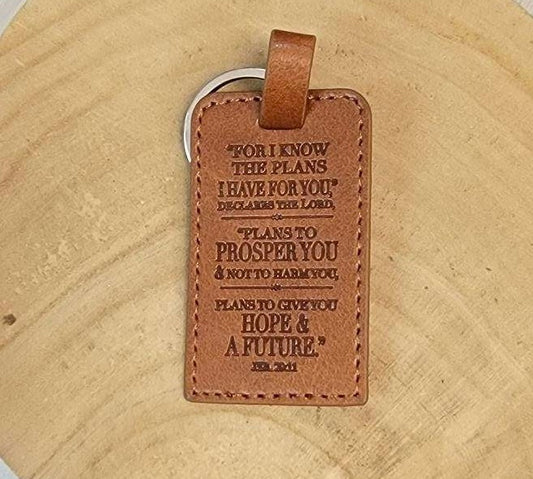 "FOR I KNOW
THE PLANS
I HAVE FOR YOU,"
DECLARES THE LORD,
"PLANS TO
PROSPER YOU
& NOT TO HARM YOU,
PLANS TO GIVE YOU
HOPE &
A FUTURE."
JER. 29:11